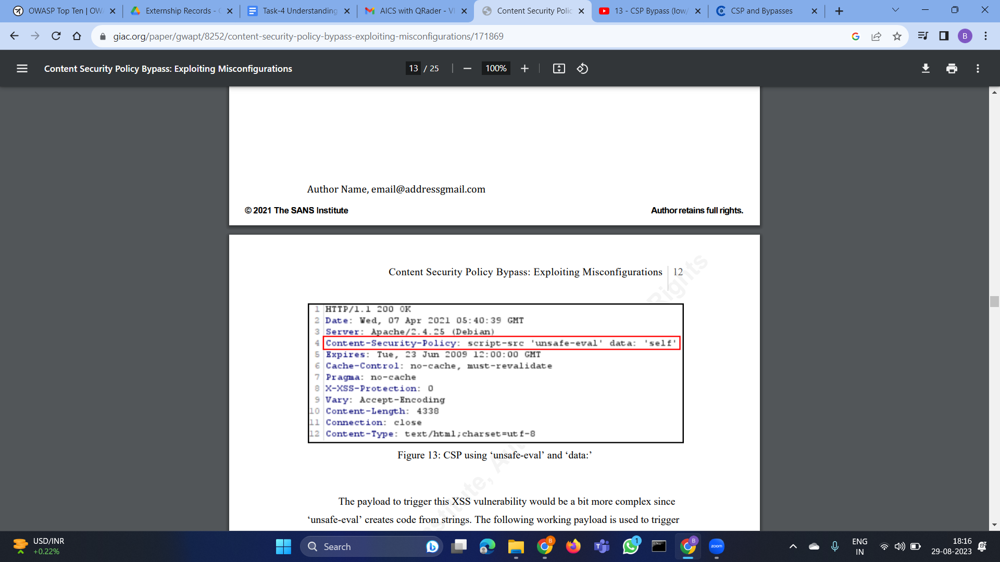 OWASP Top Ten | OW
Externship Records -
Task-4 Understanding
AICS with QRader - VI
Content Security Polic
13 - CSP Bypass (low/
CSP and Bypasses
giac.org/paper/gwapt/8252/content-security-policy-bypass-exploiting-misconfigurations/171869
B
Content Security Policy Bypass: Exploiting Misconfigurations
13 / 25
100%
Author Name, email@addressgmail.com
© 2021 The SANS Institute
Author retains full rights.
Content Security Policy Bypass: Exploiting Misconfigurations 12
1 HTTP/1.1 200 OK
2 Date: Wed, 07 Apr 2021 05:40:39 GMT
3 Server: Apache/2.4.25 (Debian)
4 Content-Security-Policy: script-src 'unsafe-eval' data: 'self'
5 Expires: Tue, 23 Jun 2009 12:00:00 GMT
6 Cache-Control: no-cache, must-revalidate
7 Pragma: no-cache
8 X-XSS-Protection: 0
9 Vary: Accept-Encoding
10 Content-Length: 4338
11 Connection: close
12 Content-Type: text/html;charset=utf-8
Figure 13: CSP using ‘unsafe-eval’ and ‘data:’
The payload to trigger this XSS vulnerability would be a bit more complex since
‘unsafe-eval’ creates code from strings. The following working payload is used to trigger
USD/INR
+0.22%
Search
B
1
B
zoom
ENG
IN
18:16
29-08-2023